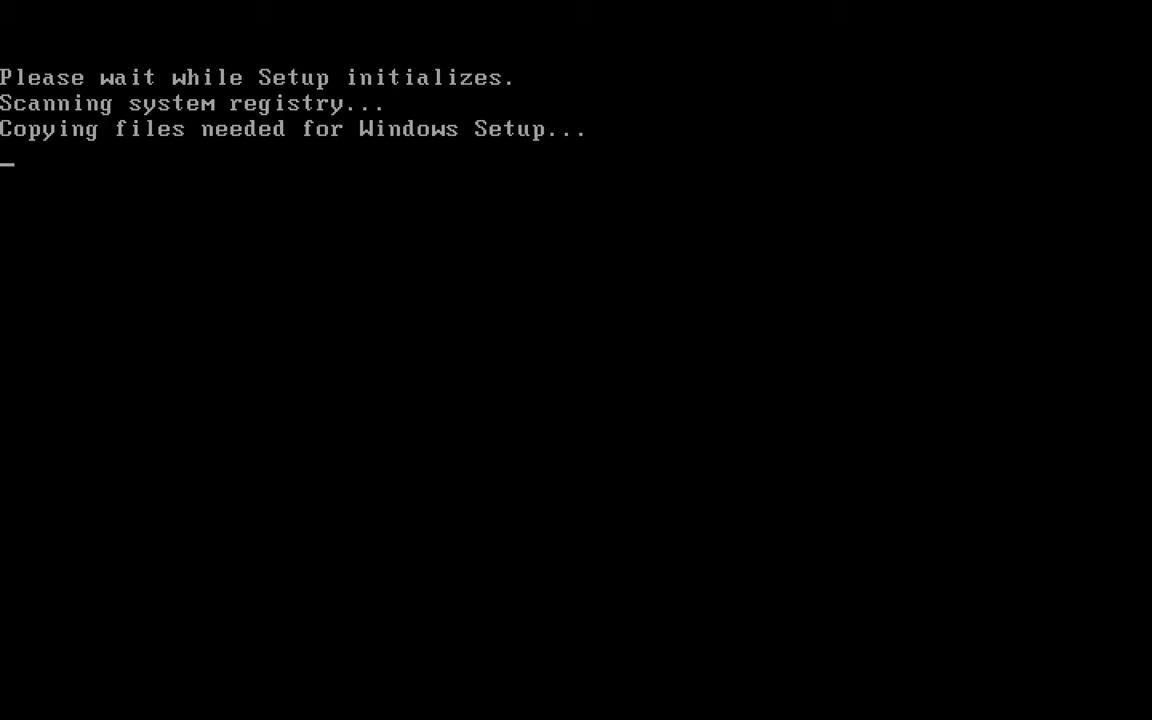 Please wait while Setup initializes.
Scanning system registry...
Copying files needed for Windows Setup...